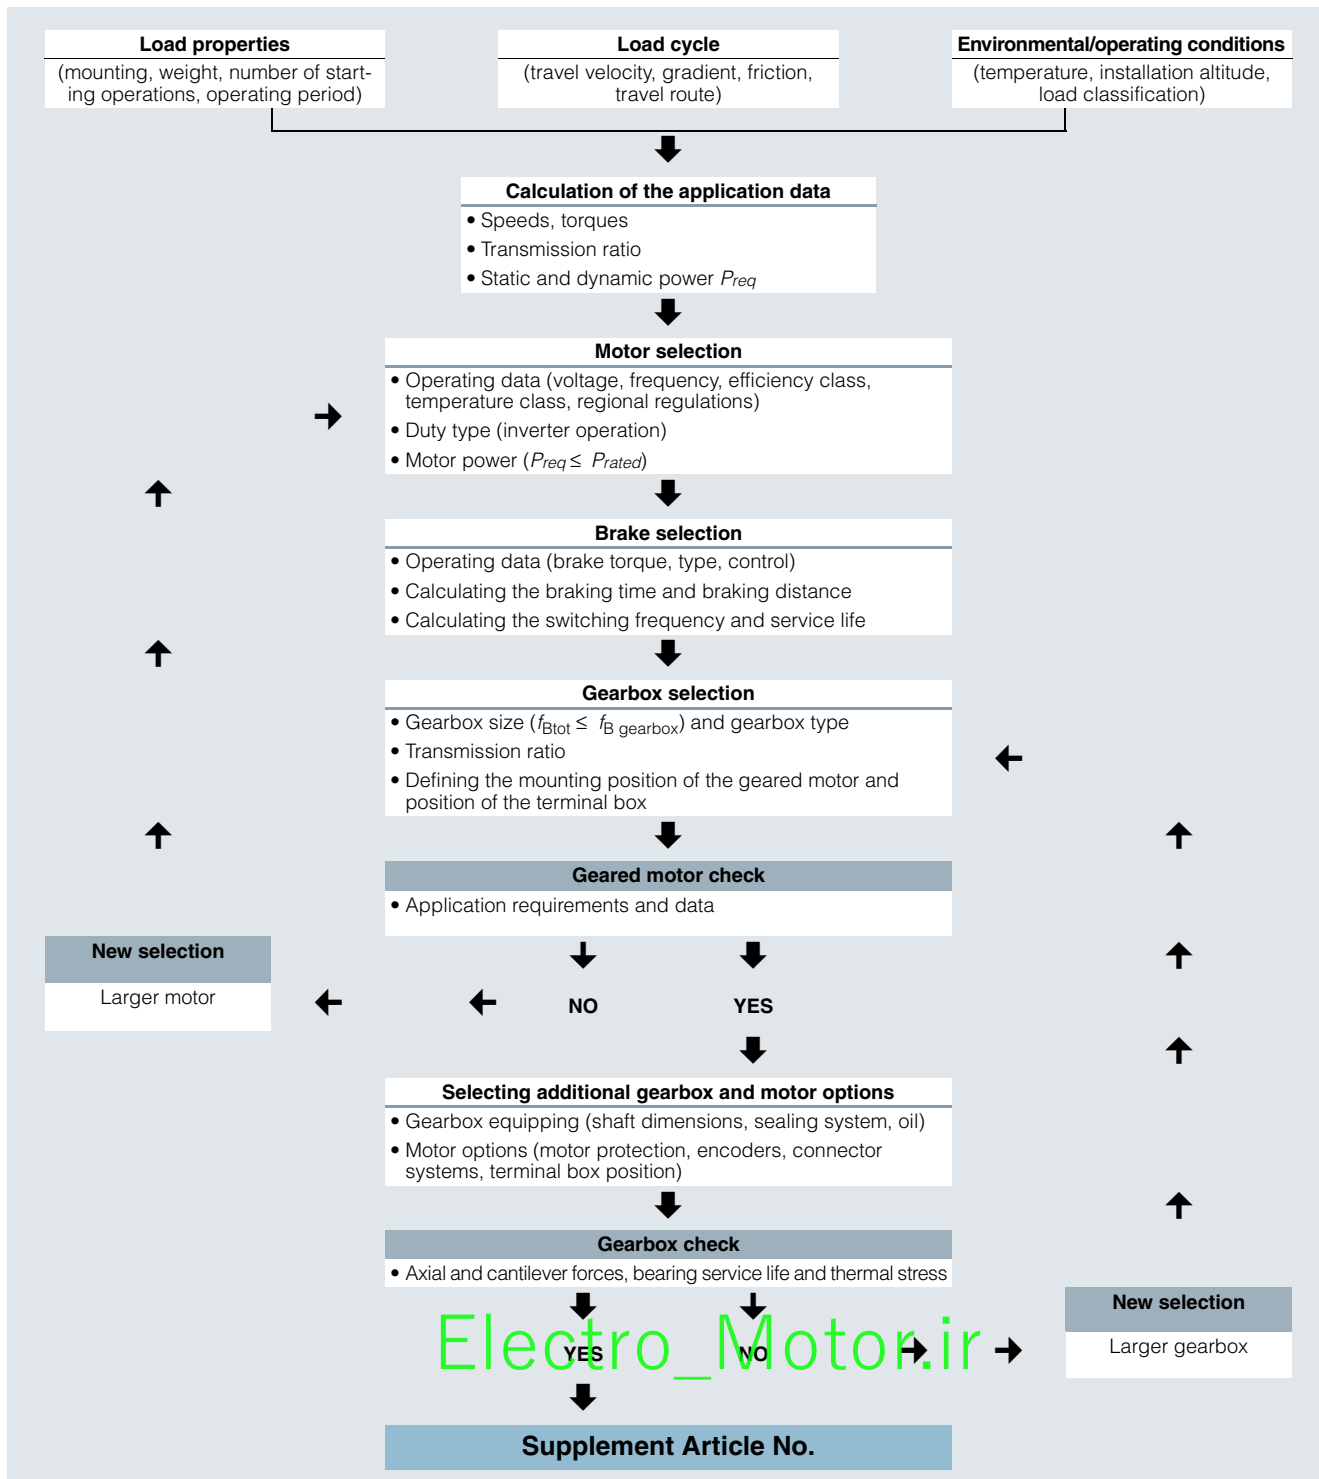 Load properties
(mounting, weight, number of start-
ing operations, operating period)
Load cycle
(travel velocity, gradient, friction,
travel route)
Environmental/operating conditions
(temperature, installation altitude,
load classification)
Calculation of the application data
• Speeds, torques
• Transmission ratio
• Static and dynamic power Preq
Motor selection
• Operating data (voltage, frequency, efficiency class,
temperature class, regional regulations)
• Duty type (inverter operation)
• Motor power (Preq ≤ Prated)
Brake selection
• Operating data (brake torque, type, control)
• Calculating the braking time and braking distance
• Calculating the switching frequency and service life
Gearbox selection
• Gearbox size (fBtot ≤ fB gearbox) and gearbox type
• Transmission ratio
• Defining the mounting position of the geared motor and
position of the terminal box
Geared motor check
• Application requirements and data
New selection
Larger motor
NO
YES
Selecting additional gearbox and motor options
• Gearbox equipping (shaft dimensions, sealing system, oil)
• Motor options (motor protection, encoders, connector
systems, terminal box position)
Gearbox check
• Axial and cantilever forces, bearing service life and thermal stress
New selection
Larger gearbox
YES
NO
Electro_Motor.ir
Supplement Article No.